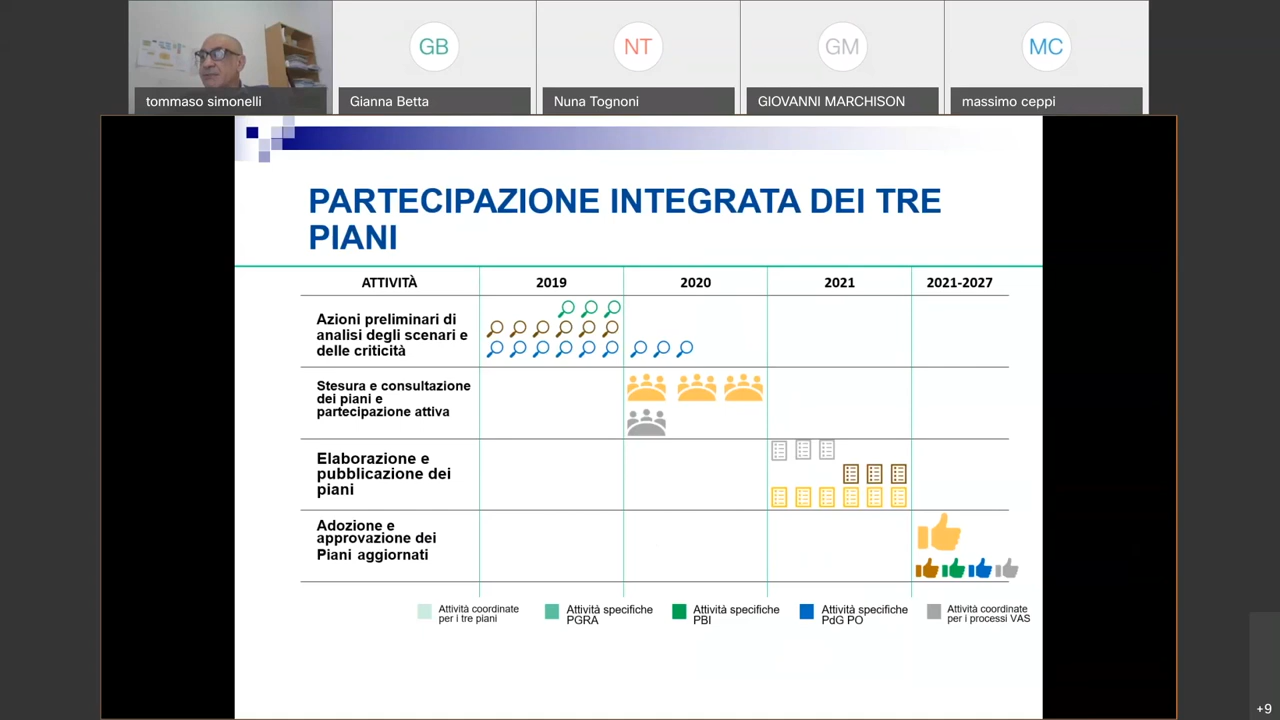 GB
NT
GM
MC
tommaso simonelli
Gianna Betta
Nuna Tognoni
GIOVANNI MARCHISON
massimo ceppi
PARTECIPAZIONE INTEGRATA DEI TRE
PIANI
ATTIVITÀ
2019
2020
2021
2021-2027
Azioni preliminari di
analisi degli scenari e
delle criticità
Stesura e consultazione
dei piani e
partecipazione attiva
Elaborazione e
pubblicazione dei
piani
Adozione e
approvazione dei
Piani aggiornati
Attività coordinate
per i tre piani
Attività specifiche
PGRA
Attività specifiche
PBI
Attività specifiche
PdG PO
Attività coordinate
per i processi VAS
+9